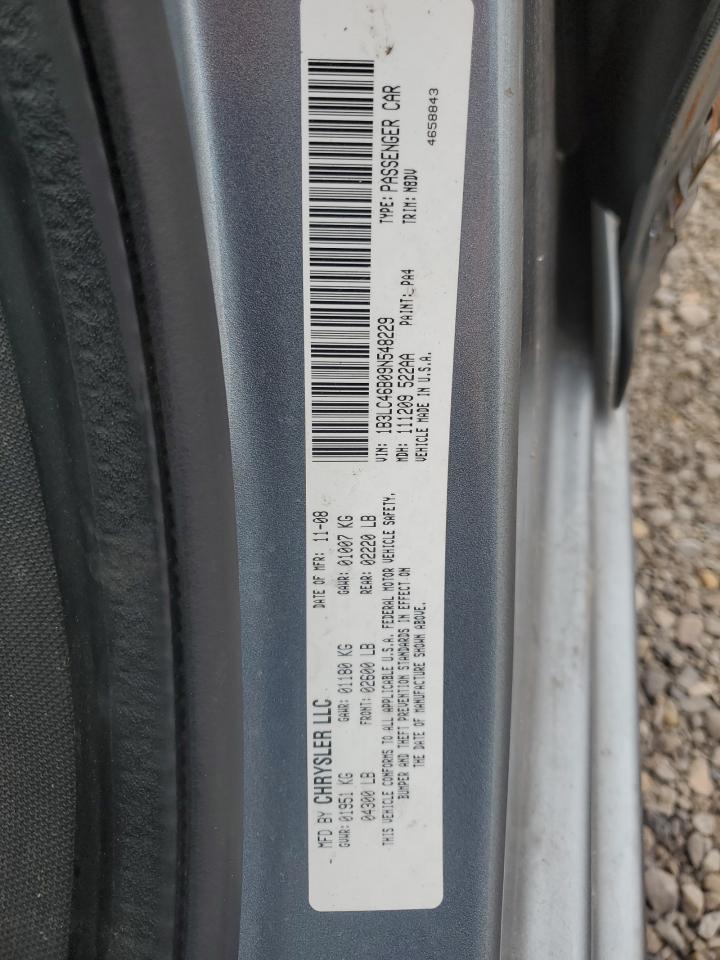 MFD BY CHRYSLER LLC DATE OF MFR: 11-08
GVWR: 01951 KG GAWR: 01180 KG GAWR: 01007 KG
04300 LB FRONT: 02600 LB REAR: 02220 LB
THIS VEHICLE CONFORMS TO ALL APPLICABLE U.S.A. FEDERAL MOTOR VEHICLE SAFETY,
BUMPER AND THEFT PREVENTION STANDARDS IN EFFECT ON
THE DATE OF MANUFACTURE SHOWN ABOVE.
VIN: 1B3LC46B09N548229 TYPE: PASSENGER CAR
MDH: 111209 522AA PAINT: PA4 TRIM: M8DV
VEHICLE MADE IN U.S.A. 4658843